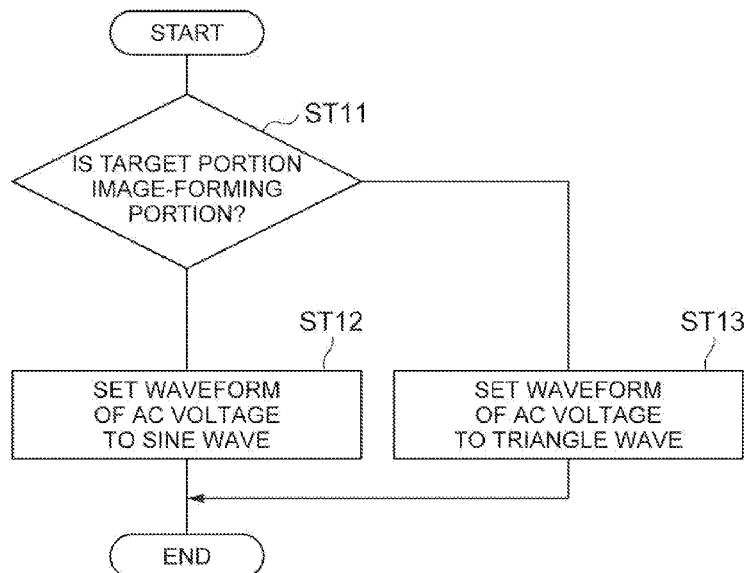 START
ST11
IS TARGET PORTION
IMAGE-FORMING
PORTION?
ST12
SET WAVEFORM
OF AC VOLTAGE
TO SINE WAVE
ST13
SET WAVEFORM
OF AC VOLTAGE
TO TRIANGLE WAVE
END